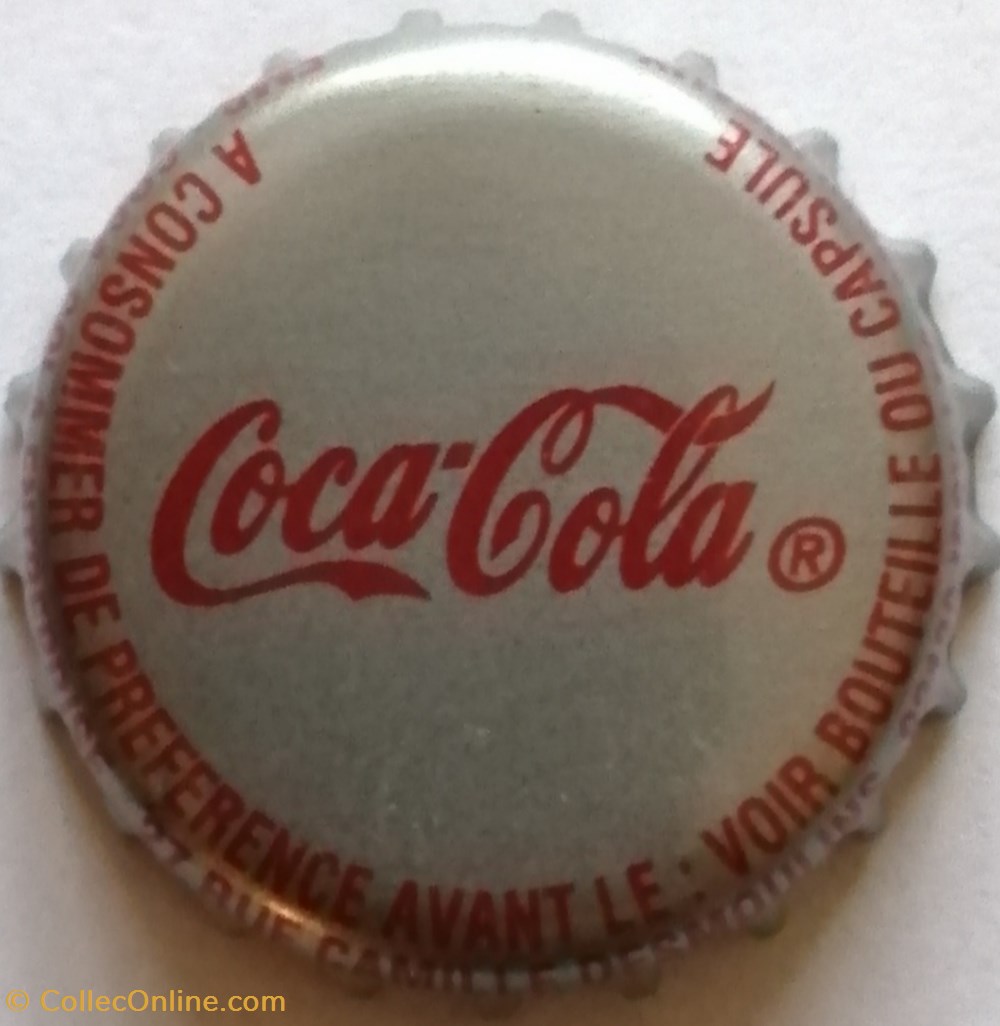 Coca-Cola ®
A CONSOMMER DE PREFERENCE AVANT LE : VOIR BOUTEILLE OU CAPSULE
© CollecOnline.com